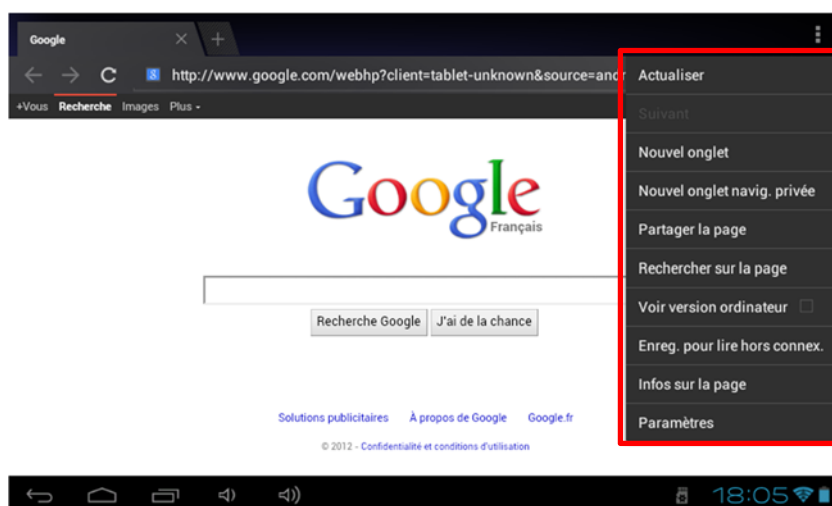 Google
http://www.google.com/webhp?client=tablet-unknown&source=andr
+Vous Recherche Images Plus
Google
Français
Recherche Google J'ai de la chance
Solutions publicitaires À propos de Google Google.fr
© 2012 - Confidentialité et conditions d'utilisation
Actualiser
Suivant
Nouvel onglet
Nouvel onglet navig. privée
Partager la page
Rechercher sur la page
Voir version ordinateur
Enreg. pour lire hors connex.
Infos sur la page
Paramètres
18:05